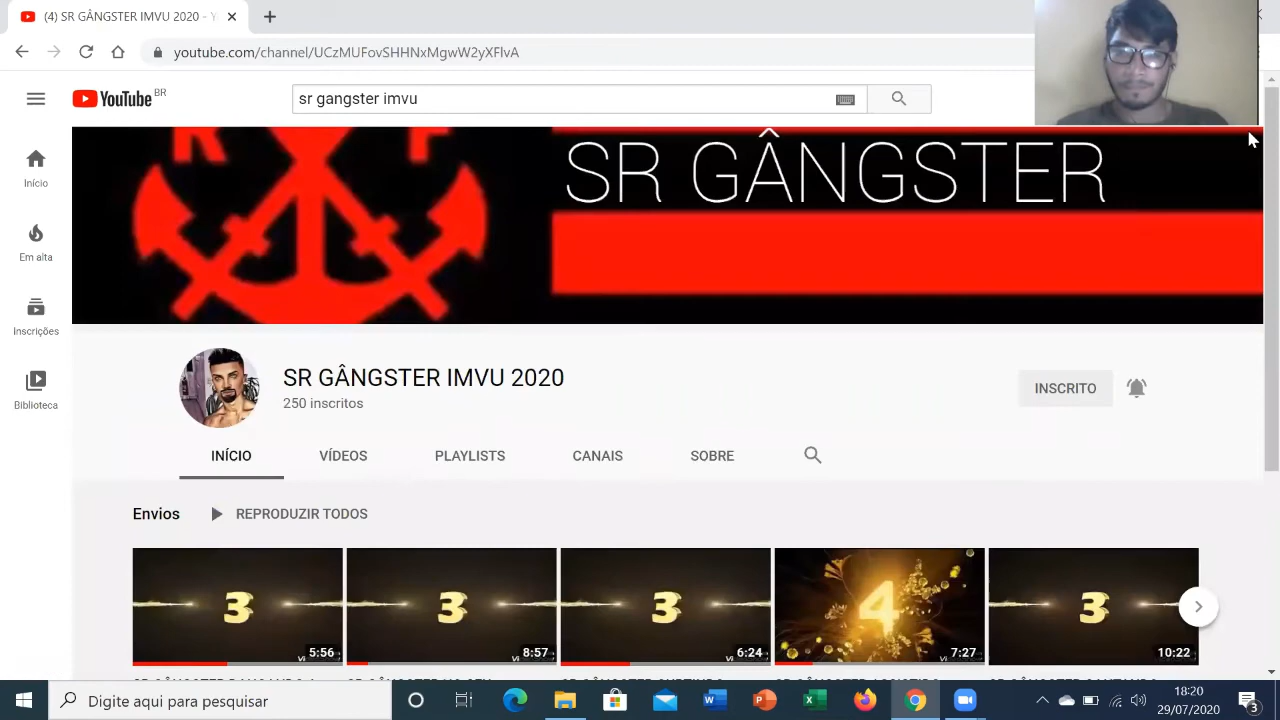 (4) SR GÂNGSTER IMVU 2020 - Y
youtube.com/channel/UCzMUFovSHHNxMgwW2yXFIvA
YouTube BR
sr gangster imvu
SR GÂNGSTER
Início
Em alta
Inscrições
Biblioteca
SR GÂNGSTER IMVU 2020
250 inscritos
INSCRITO
INÍCIO
VÍDEOS
PLAYLISTS
CANAIS
SOBRE
Envios
REPRODUZIR TODOS
3
5:56
3
8:57
3
6:24
4
7:27
3
10:22
Digite aqui para pesquisar
18:20
29/07/2020
3